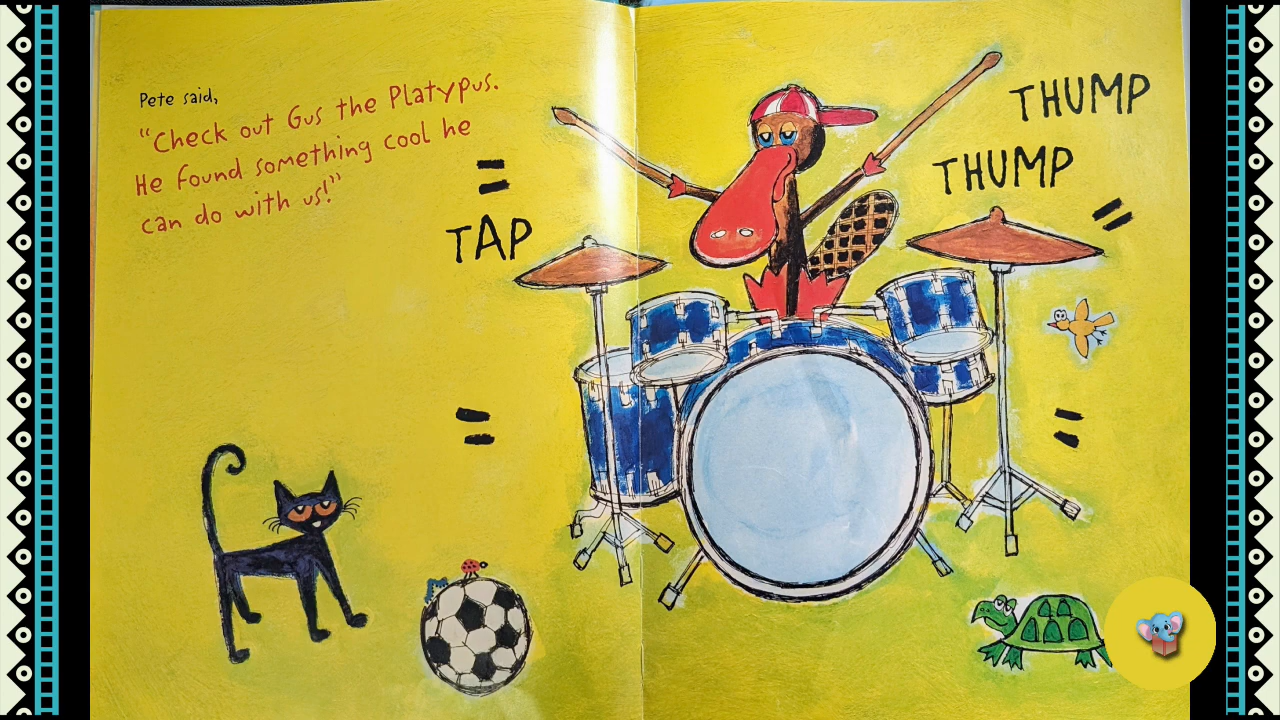 Pete said,
"Check out Gus the Platypus.
He found something cool he
can do with us!"
TAP
THUMP
THUMP